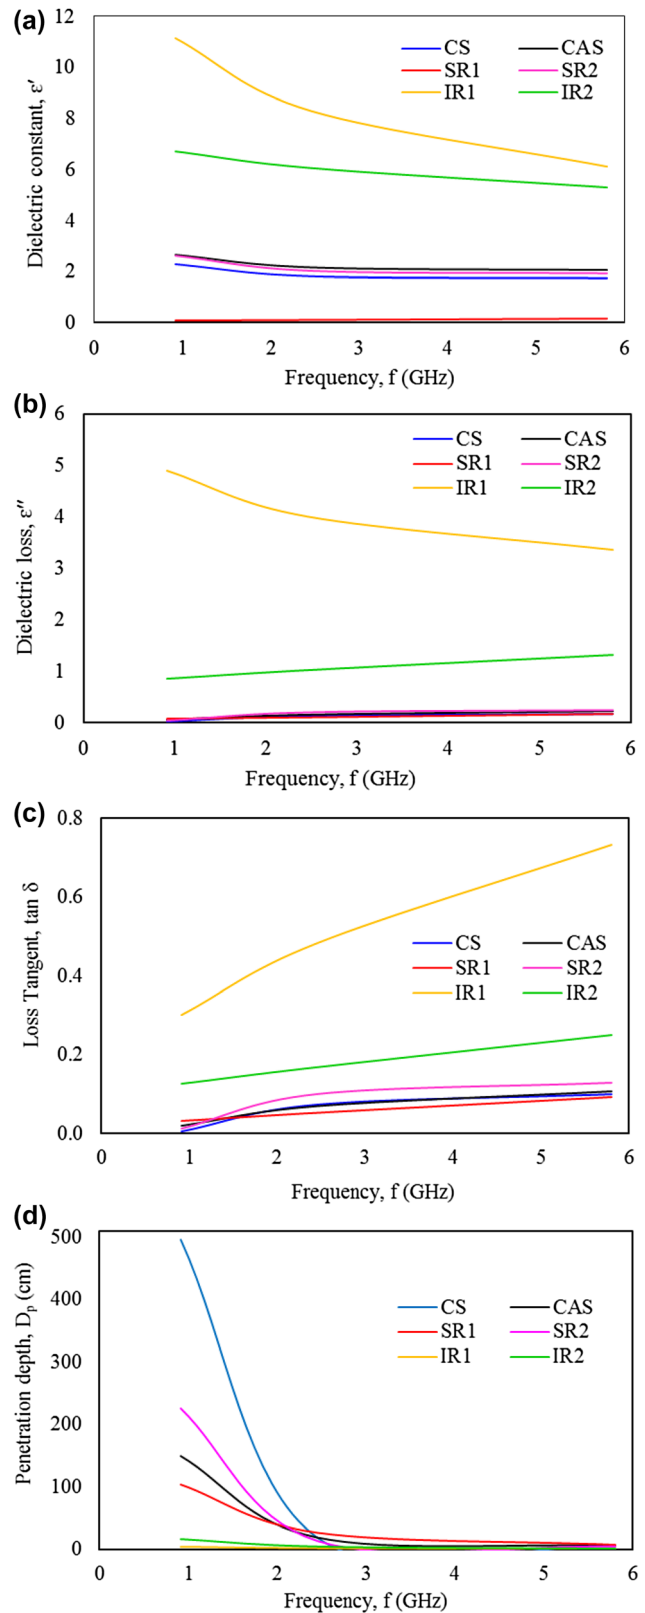 (a)
12
10
8
6
4
2
0
CS CAS
SR1 SR2
IR1 IR2
0 1 2 3 4 5 6
Dielectric constant, ε′
Frequency, f (GHz)
(b)
6
5
4
3
2
1
0
CS CAS
SR1 SR2
IR1 IR2
0 1 2 3 4 5 6
Dielectric loss, ε″
Frequency, f (GHz)
(c)
0.8
0.6
0.4
0.2
0.0
CS CAS
SR1 SR2
IR1 IR2
0 1 2 3 4 5 6
Loss Tangent, tan δ
Frequency, f (GHz)
(d)
500
400
300
200
100
0
CS CAS
SR1 SR2
IR1 IR2
0 1 2 3 4 5 6
Penetration depth, Dp (cm)
Frequency, f (GHz)